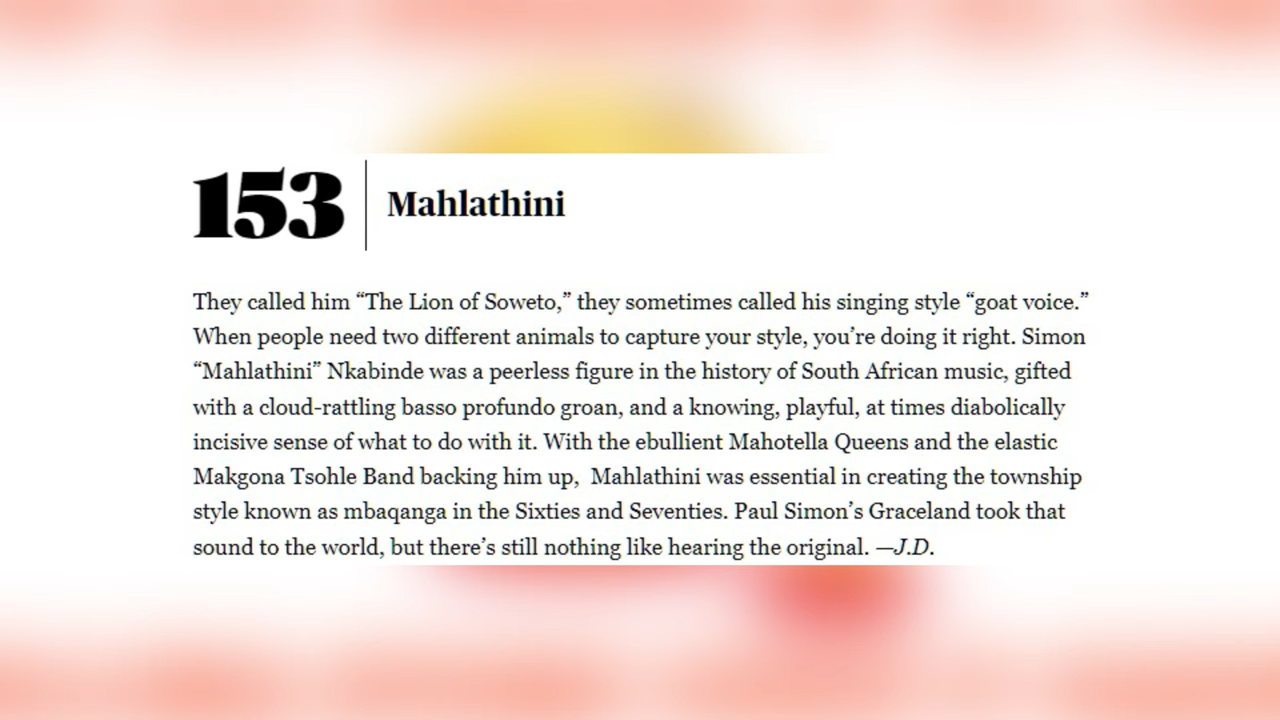 153
Mahlathini
They called him “The Lion of Soweto,” they sometimes called his singing style “goat voice.”
When people need two different animals to capture your style, you’re doing it right. Simon
“Mahlathini” Nkabinde was a peerless figure in the history of South African music, gifted
with a cloud-rattling basso profundo groan, and a knowing, playful, at times diabolically
incisive sense of what to do with it. With the ebullient Mahotella Queens and the elastic
Makgona Tsohle Band backing him up,  Mahlathini was essential in creating the township
style known as mbaqanga in the Sixties and Seventies. Paul Simon’s Graceland took that
sound to the world, but there’s still nothing like hearing the original. —J.D.